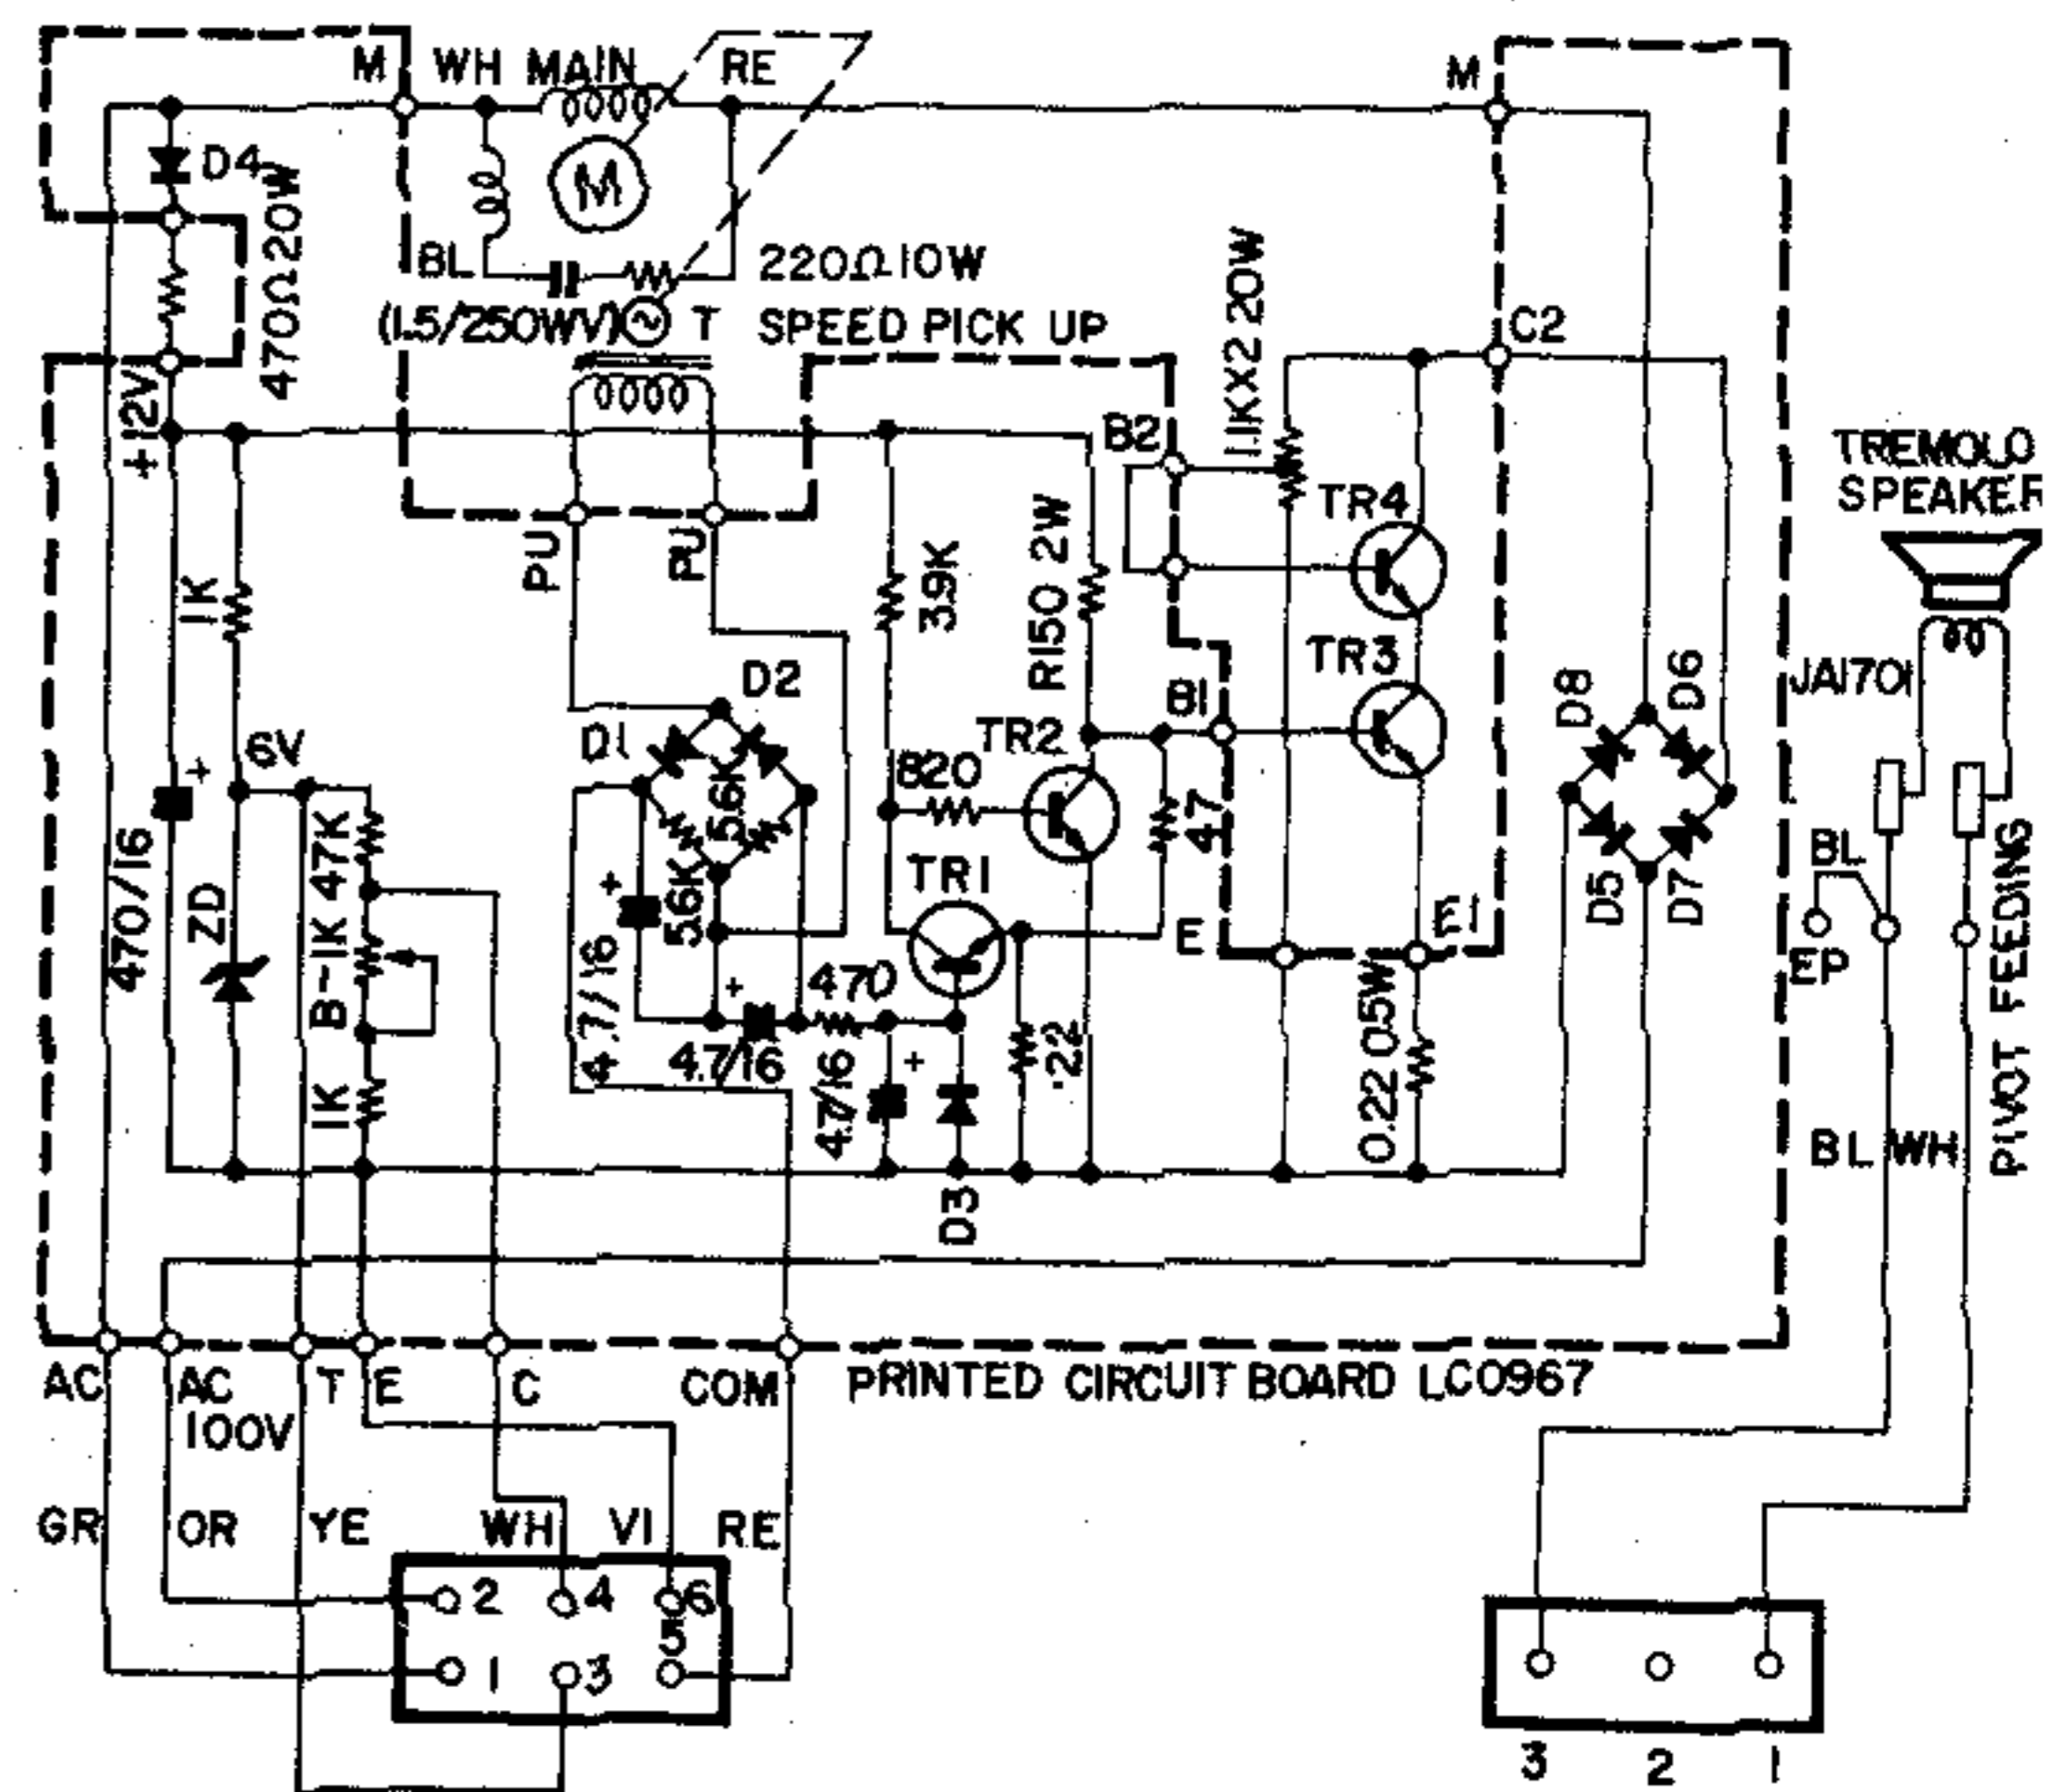 M
WH
MAIN
RE
M
D4
470Ω 20W
BL
220Ω 10W
(1.5/250WV)
T
SPEED PICK UP
1.1KX2 20W
C2
+12V
B2
TREMOLO
SPEAKER
TR4
PU
PU
1K
3.9K
R150 2W
TR3
JA1701
D2
D1
B1
D8
D6
6V
TR2
820
5.6K
47
470/16
ZD
47K
B-1K
1K
+
+
5.6K
TR1
E
E1
D5
D7
BL
EP
PIVOT FEEDING
4.7/16
+
470
4.7/16
47/16
+
.22
0.22 0.5W
D3
BL
WH
AC
AC
100V
T
E
C
COM
PRINTED CIRCUIT BOARD LC0967
GR
OR
YE
WH
VI
RE
2
4
6
5
1
3
3
2
1